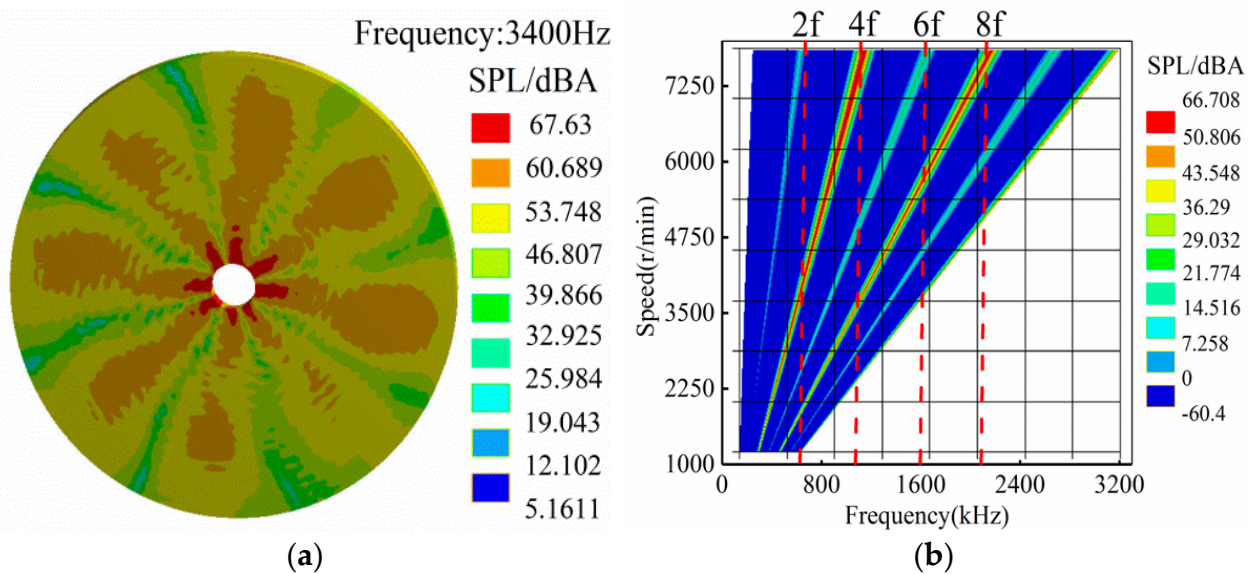 Frequency:3400Hz
SPL/dBA
67.63
60.689
53.748
46.807
39.866
32.925
25.984
19.043
12.102
5.1611
(a)
2f 4f 6f 8f
Speed(r/min)
7250
6000
4750
3500
2250
1000
0 800 1600 2400 3200
Frequency(kHz)
SPL/dBA
66.708
50.806
43.548
36.29
29.032
21.774
14.516
7.258
0
-60.4
(b)